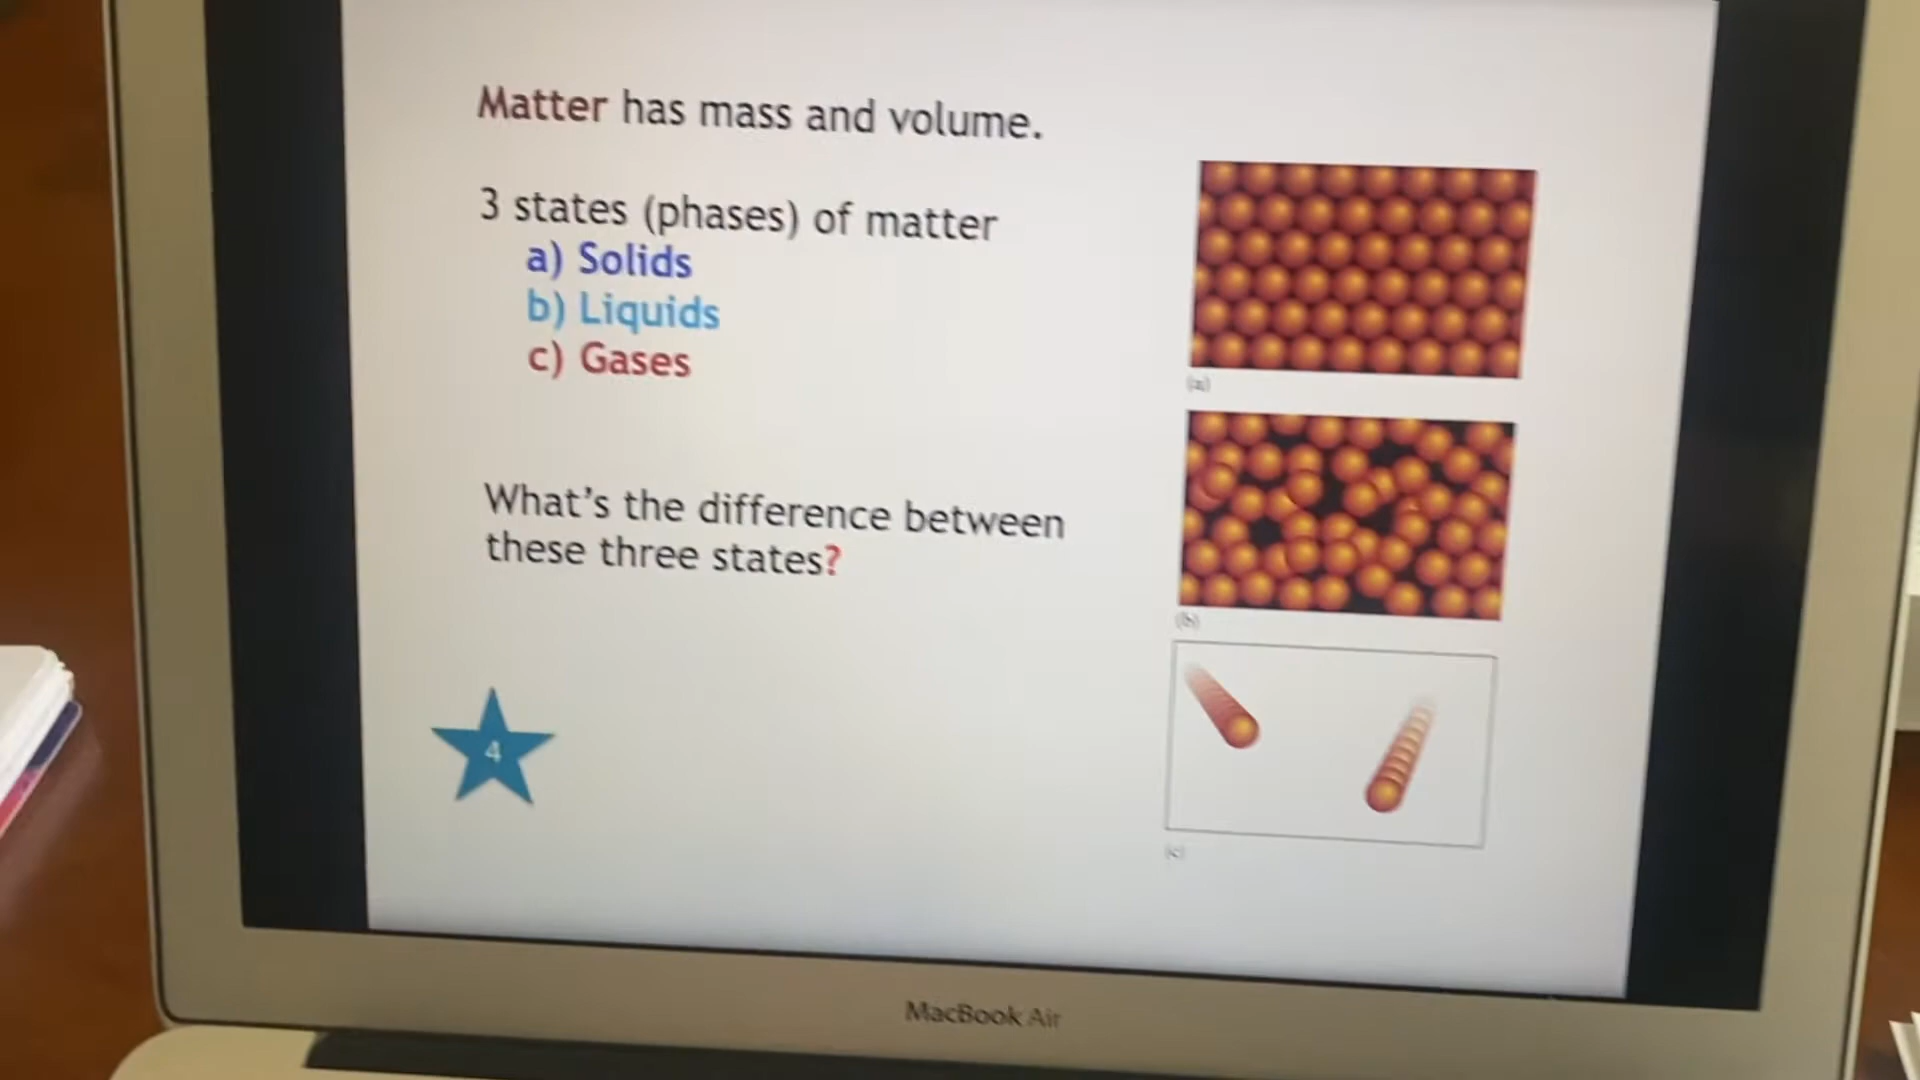 Matter has mass and volume.
3 states (phases) of matter
a) Solids
b) Liquids
c) Gases
What's the difference between
these three states?
4
(a)
(b)
(c)
MacBook Air